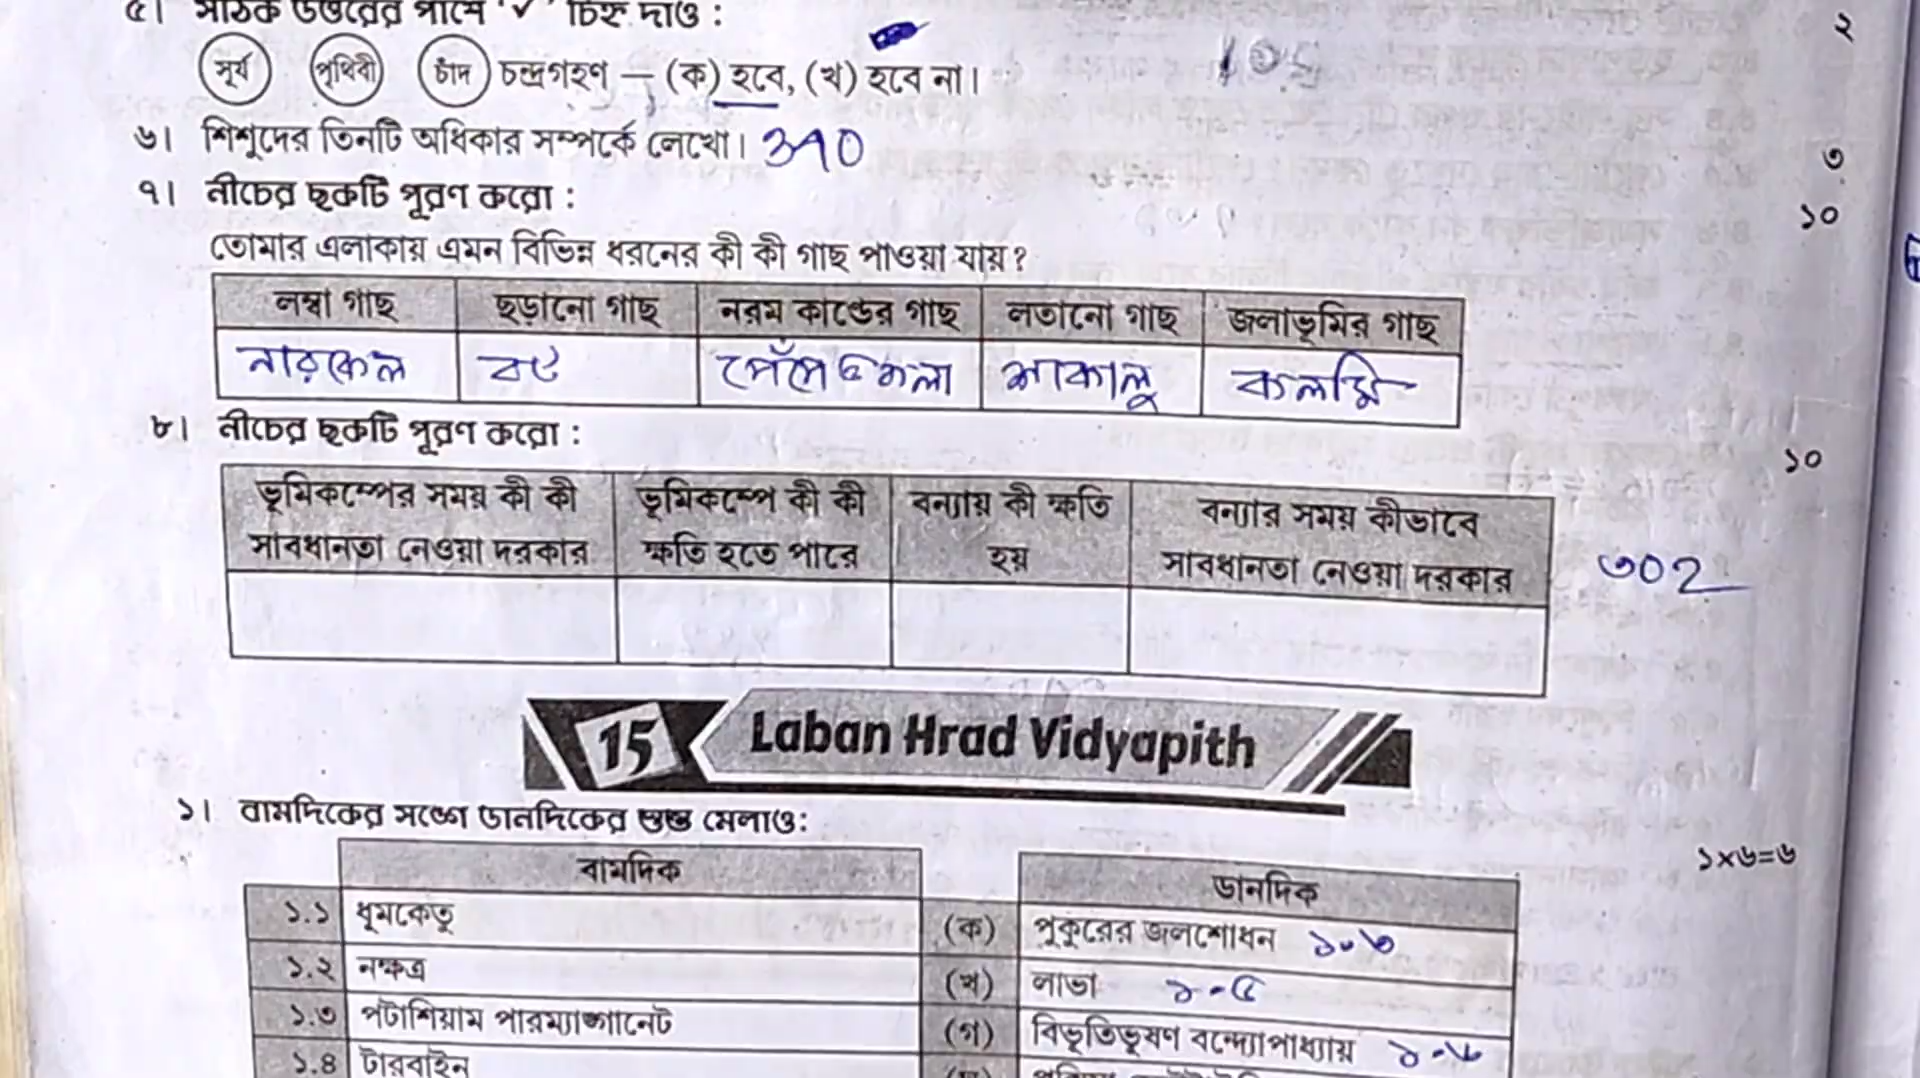 ৫। সঠিক উত্তরের পাশে '✓' চিহ্ন দাও : ২
সূর্য পৃথিবী চাঁদ চন্দ্রগহণ — (ক) হবে, (খ) হবে না।
৬। শিশুদের তিনটি অধিকার সম্পর্কে লেখো। ৩
৭। নীচের ছকটি পূরণ করো : ১০
তোমার এলাকায় এমন বিভিন্ন ধরনের কী কী গাছ পাওয়া যায়?
লম্বা গাছ ছড়ানো গাছ নরম কাণ্ডের গাছ লতানো গাছ জলাভূমির গাছ
নারকেল বট পেঁপে কলা শাকালু কলমি
৮। নীচের ছকটি পূরণ করো : ১০
ভূমিকম্পের সময় কী কী ভূমিকম্পে কী কী বন্যায় কী ক্ষতি বন্যার সময় কীভাবে
সাবধানতা নেওয়া দরকার ক্ষতি হতে পারে হয় সাবধানতা নেওয়া দরকার ৩০২
15 Laban Hrad Vidyapith
১। বামদিকের সঙ্গে ডানদিকের স্তম্ভ মেলাও: ১×৬=৬
বামদিক ডানদিক
১.১ ধূমকেতু (ক) পুকুরের জলশোধন ১.৩
১.২ নক্ষত্র (খ) লাভা ১.৫
১.৩ পটাশিয়াম পারম্যাঙ্গানেট (গ) বিভূতিভূষণ বন্দ্যোপাধ্যায় ১.৬
১.৪ টারবাইন